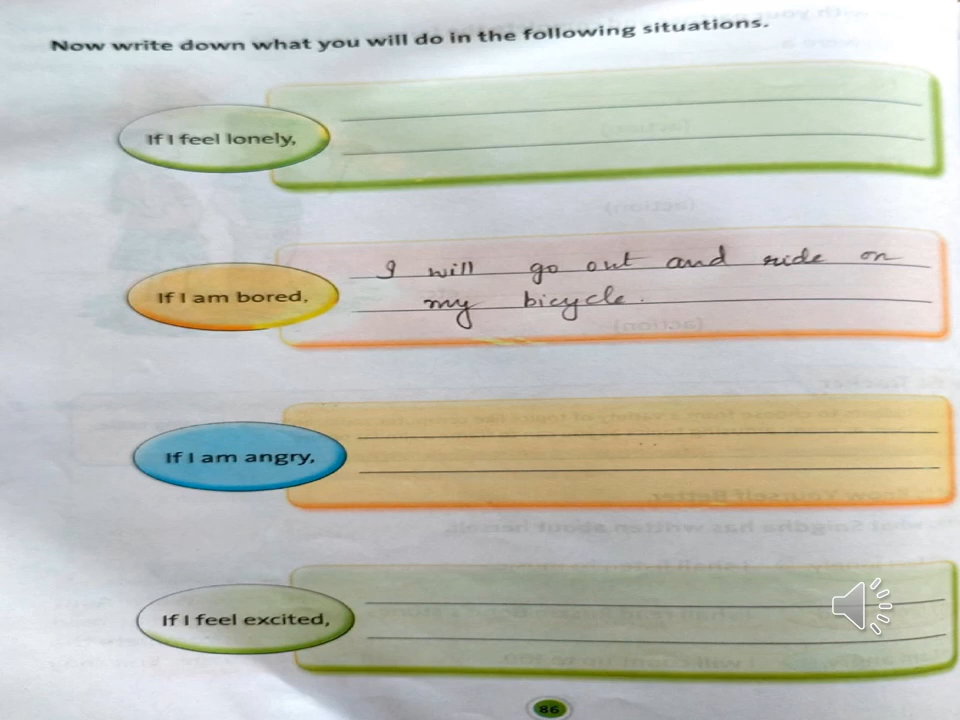 Now write down what you will do in the following situations.
If I feel lonely,
If I am bored,
I will go out and ride on
my bicycle.
If I am angry,
If I feel excited,
86